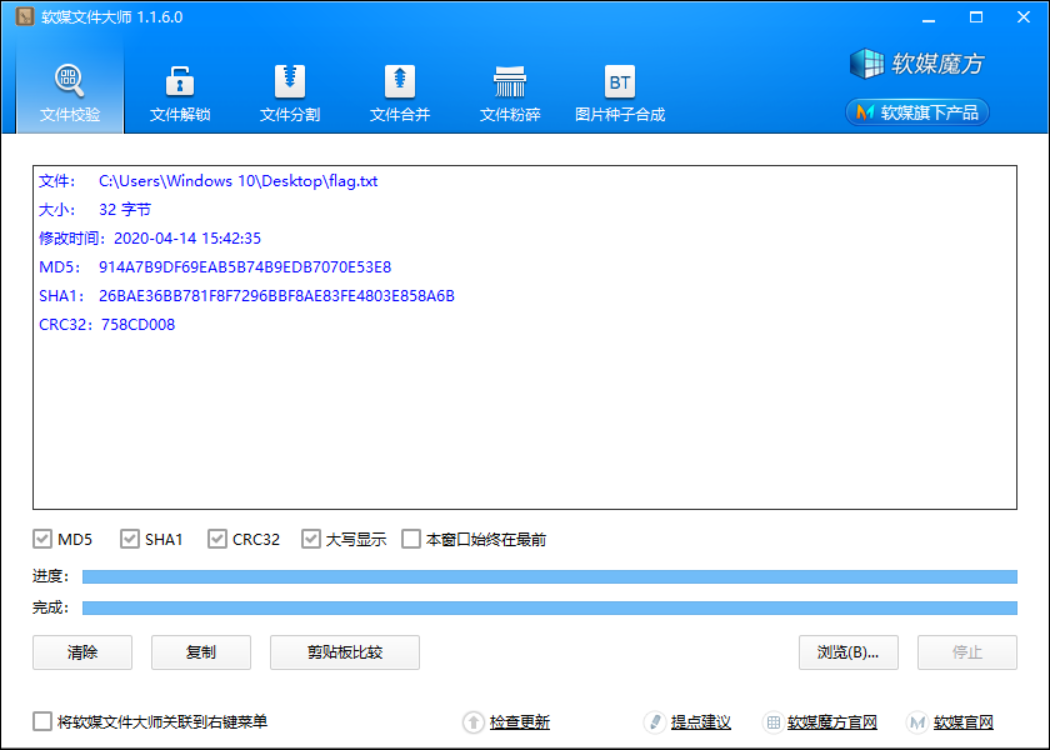 软媒文件大师 1.1.6.0
文件校验 文件解锁 文件分割 文件合并 文件粉碎 BT 图片种子合成
软媒魔方
软媒旗下产品
文件： C:\Users\Windows 10\Desktop\flag.txt
大小： 32 字节
修改时间：2020-04-14 15:42:35
MD5： 914A7B9DF69EAB5B74B9EDB7070E53E8
SHA1： 26BAE36BB781F8F7296BBF8AE83FE4803E858A6B
CRC32：758CD008
MD5 SHA1 CRC32 大写显示 本窗口始终在最前
进度：
完成：
清除 复制 剪贴板比较 浏览(B)... 停止
将软媒文件大师关联到右键菜单 检查更新 提点建议 软媒魔方官网 软媒官网